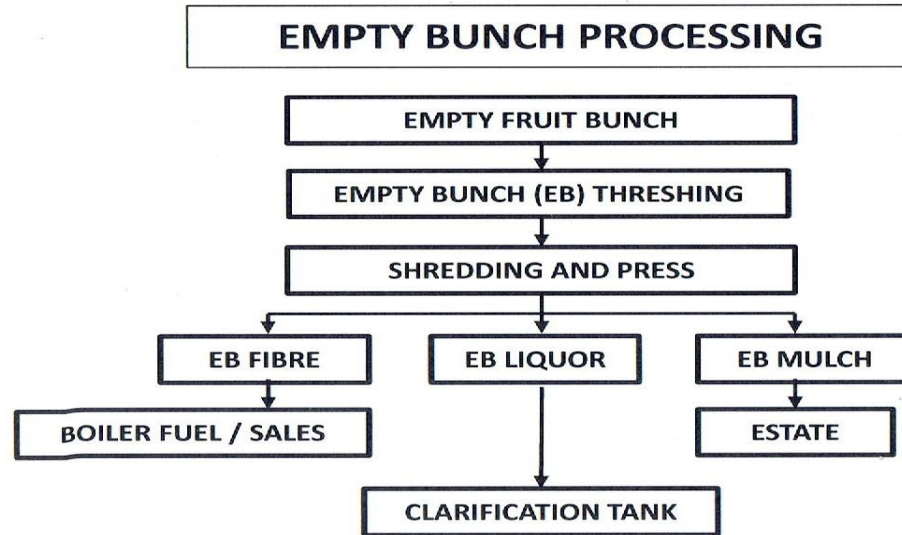 EMPTY BUNCH PROCESSING
EMPTY FRUIT BUNCH
EMPTY BUNCH (EB) THRESHING
SHREDDING AND PRESS
EB FIBRE
EB LIQUOR
EB MULCH
BOILER FUEL / SALES
ESTATE
CLARIFICATION TANK